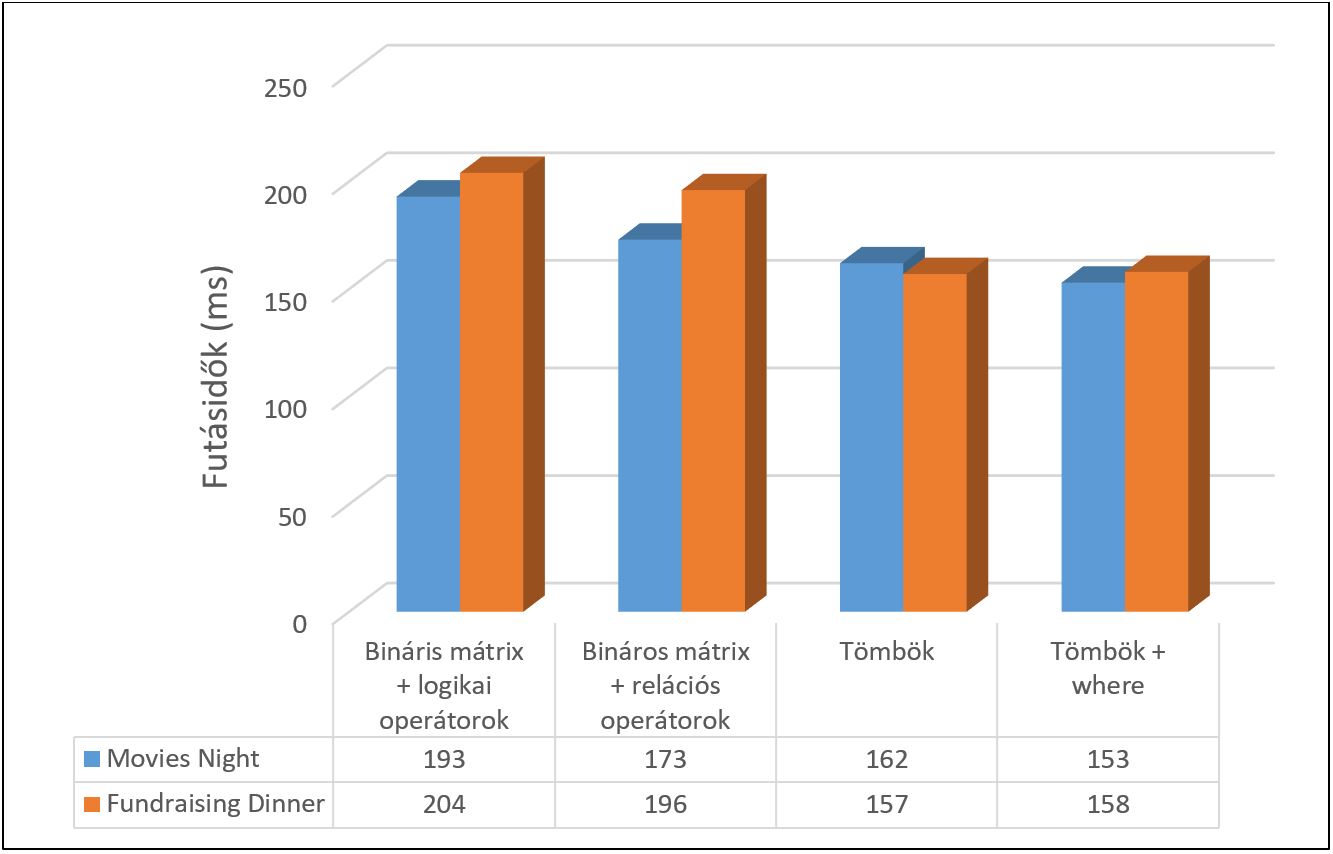 250
200
150
100
50
0
Futásidők (ms)
Bináris mátrix
+ logikai
operátorok
Bináros mátrix
+ relációs
operátorok
Tömbök
Tömbök +
where
Movies Night 193 173 162 153
Fundraising Dinner 204 196 157 158